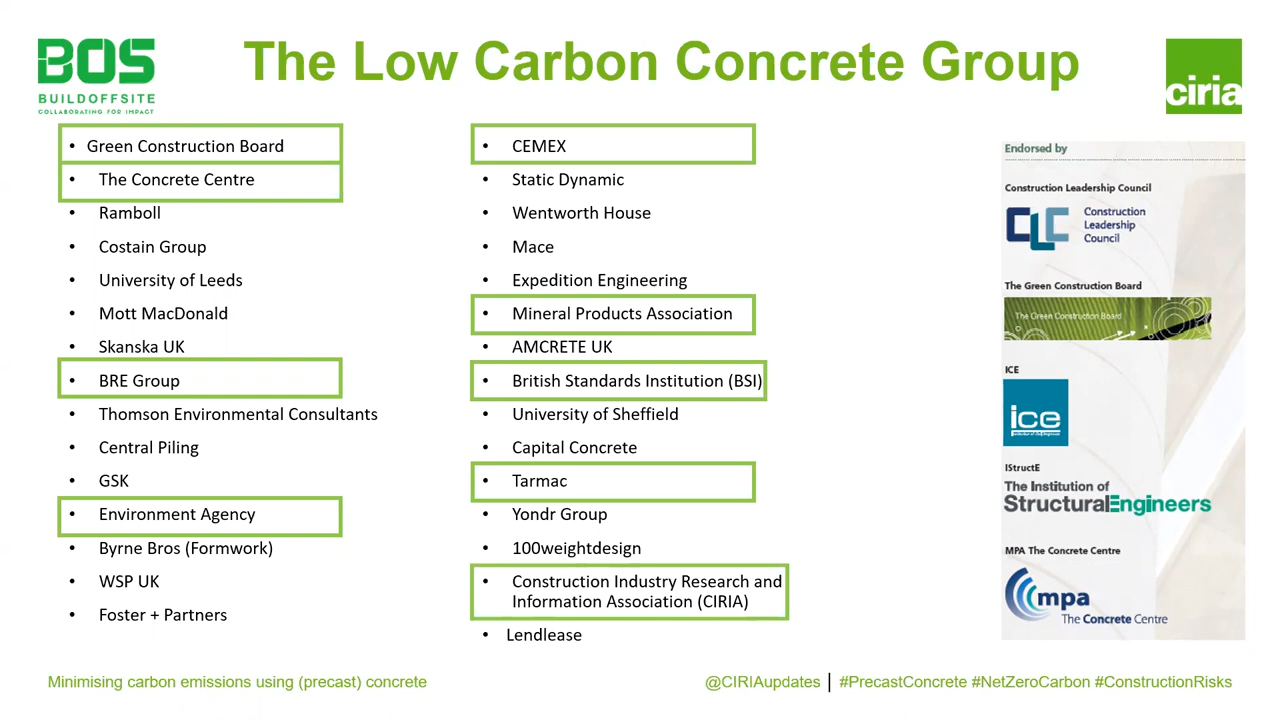 BOS
BUILDOFFSITE
COLLABORATING FOR IMPACT
The Low Carbon Concrete Group
ciria
• Green Construction Board
• The Concrete Centre
• Ramboll
• Costain Group
• University of Leeds
• Mott MacDonald
• Skanska UK
• BRE Group
• Thomson Environmental Consultants
• Central Piling
• GSK
• Environment Agency
• Byrne Bros (Formwork)
• WSP UK
• Foster + Partners
• CEMEX
• Static Dynamic
• Wentworth House
• Mace
• Expedition Engineering
• Mineral Products Association
• AMCRETE UK
• British Standards Institution (BSI)
• University of Sheffield
• Capital Concrete
• Tarmac
• Yondr Group
• 100weightdesign
• Construction Industry Research and
Information Association (CIRIA)
• Lendlease
Endorsed by
Construction Leadership Council
CLC
Construction
Leadership
Council
The Green Construction Board
The Green Construction Board
ICE
ice
IStructE
The Institution of
StructuralEngineers
MPA The Concrete Centre
mpa
The Concrete Centre
Minimising carbon emissions using (precast) concrete
@CIRIAupdates | #PrecastConcrete #NetZeroCarbon #ConstructionRisks